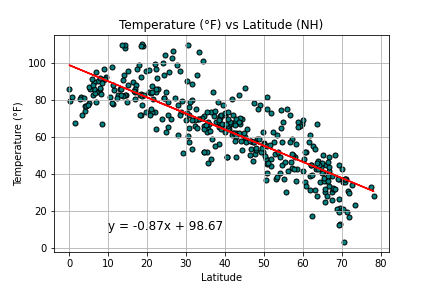 Temperature (°F) vs Latitude (NH)
Temperature (°F)
100
80
60
40
20
0
y = -0.87x + 98.67
0 10 20 30 40 50 60 70 80
Latitude